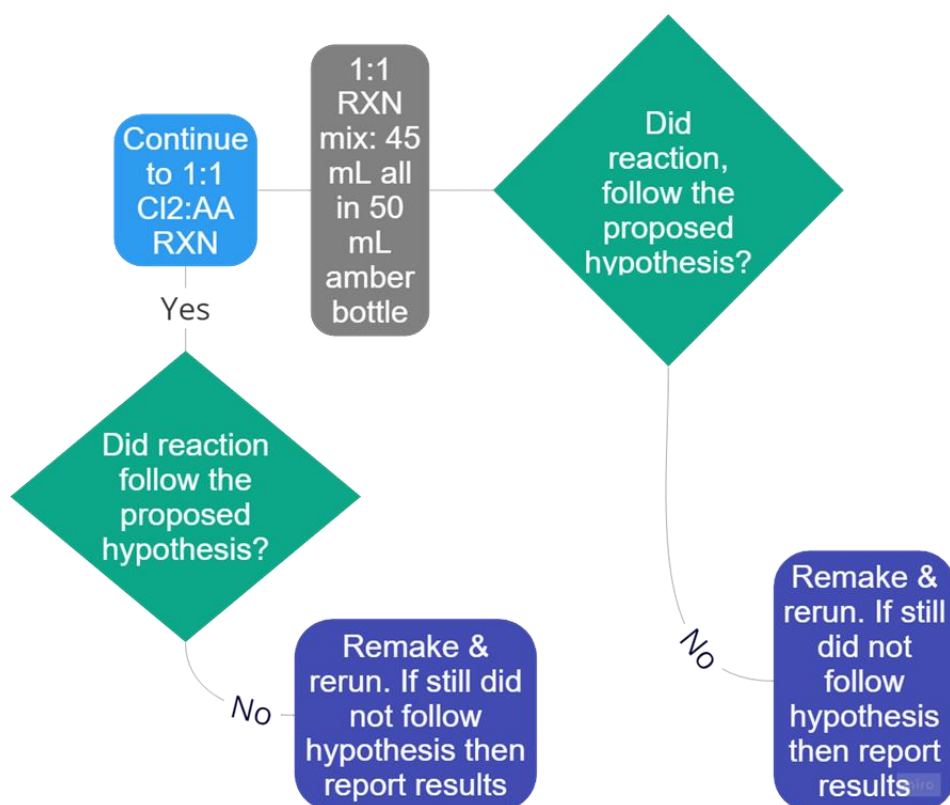 Continue
to 1:1
Cl2:AA
RXN
1:1
RXN
mix: 45
mL all
in 50
mL
amber
bottle
Did
reaction,
follow the
proposed
hypothesis?
Yes
Did reaction
follow the
proposed
hypothesis?
No
Remake &
rerun. If still did
not follow
hypothesis then
report results
No
Remake &
rerun. If still
did not
follow
hypothesis
then report
results
miro